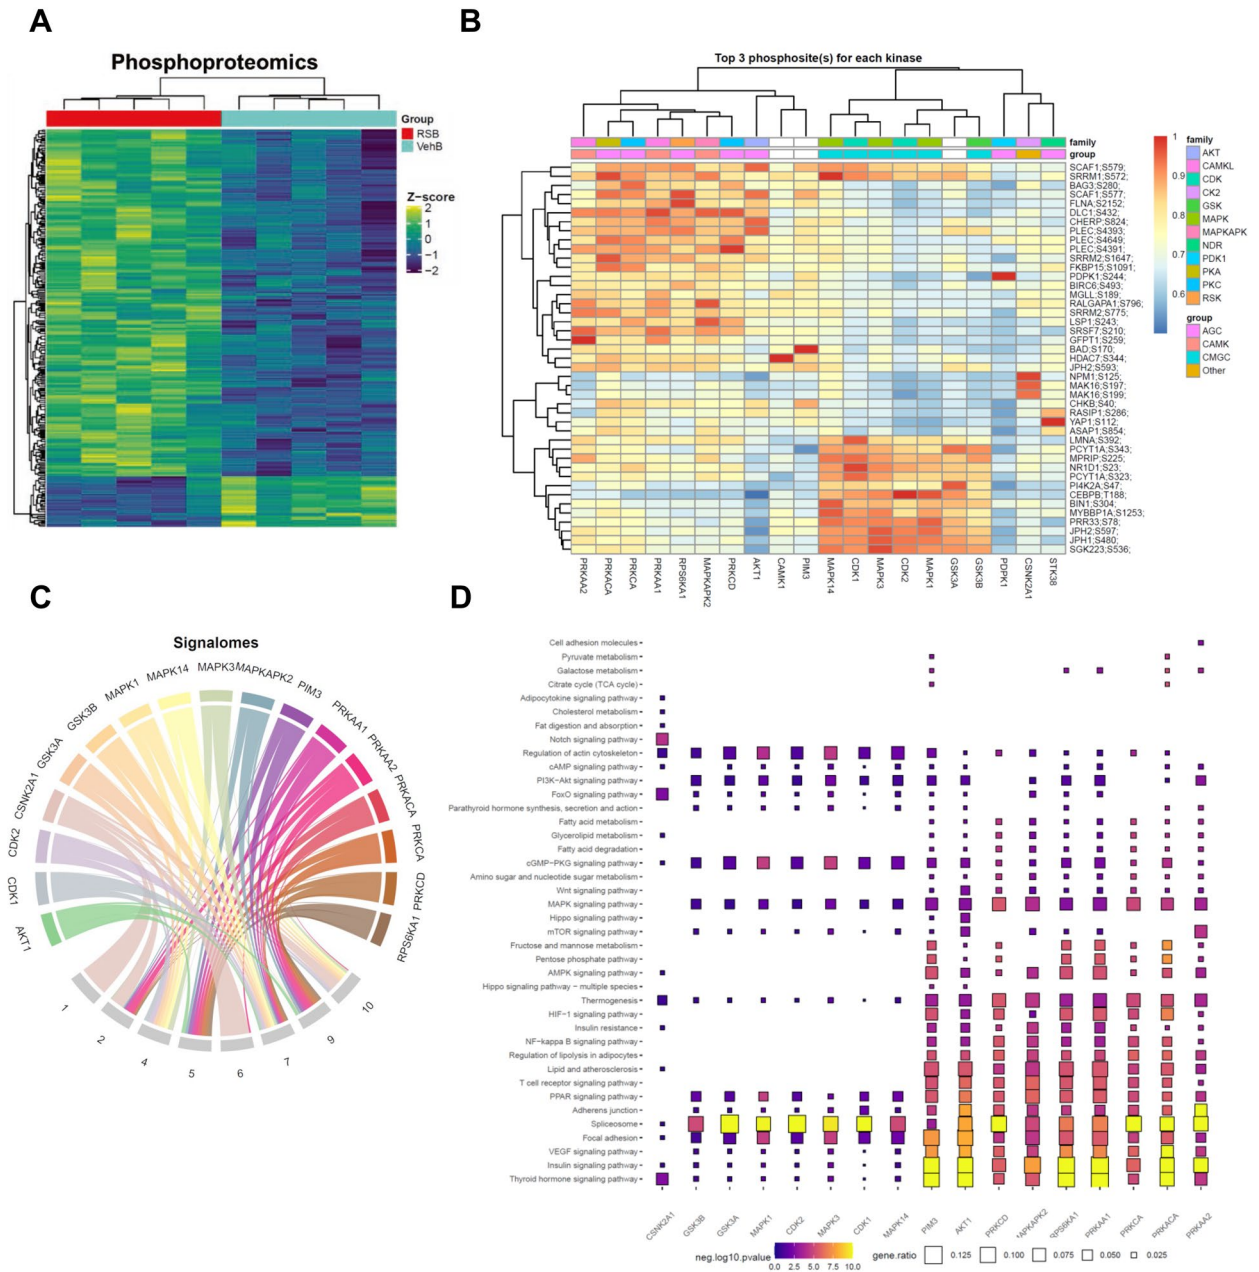 A
Phosphoproteomics
Group
RSB
VehB
Z−score
2
1
0
−1
−2
B
Top 3 phosphosite(s) for each kinase
family
group
SCAF1;S579;
SRRM1;S572;
BAG3;S280;
SCAF1;S577;
FLNA;S2152;
DLC1;S432;
CHERP;S824;
PLEC;S4393;
PLEC;S4649;
PLEC;S4391;
SRRM2;S1647;
FKBP15;S1091;
PDPK1;S244;
BIRC6;S493;
MGLL;S189;
RALGAPA1;S796;
SRRM2;S775;
LSP1;S243;
SRSF7;S210;
GFPT1;S259;
BAD;S170;
HDAC7;S344;
JPH2;S593;
NPM1;S125;
MAK16;S197;
MAK16;S199;
CHKB;S40;
RASIP1;S286;
YAP1;S112;
ASAP1;S854;
LMNA;S392;
PCYT1A;S343;
MPRIP;S225;
NR1D1;S23;
PCYT1A;S323;
PI4K2A;S47;
CEBPB;T188;
BIN1;S304;
MYBBP1A;S1253;
PRR33;S78;
JPH2;S597;
JPH1;S480;
SGK223;S536;
PRKAA2
PRKACA
PRKCA
PRKAA1
RPS6KA1
MAPKAPK2
PRKCD
AKT1
CAMK1
PIM3
MAPK14
CDK1
MAPK3
CDK2
MAPK1
GSK3A
GSK3B
PDPK1
CSNK2A1
STK38
1
0.9
0.8
0.7
0.6
family
AKT
CAMKL
CDK
CK2
GSK
MAPK
MAPKAPK
NDR
PDK1
PKA
PKC
RSK
group
AGC
CAMK
CMGC
Other
C
Signalomes
AKT1
CDK1
CDK2
CSNK2A1
GSK3A
GSK3B
MAPK1
MAPK14
MAPK3
MAPKAPK2
PIM3
PRKAA1
PRKAA2
PRKACA
PRKCA
PRKCD
RPS6KA1
1
2
4
5
6
7
9
10
D
Cell adhesion molecules
Pyruvate metabolism
Galactose metabolism
Citrate cycle (TCA cycle)
Adipocytokine signaling pathway
Cholesterol metabolism
Fat digestion and absorption
Notch signaling pathway
Regulation of actin cytoskeleton
cAMP signaling pathway
PI3K−Akt signaling pathway
FoxO signaling pathway
Parathyroid hormone synthesis, secretion and action
Fatty acid metabolism
Glycerolipid metabolism
Fatty acid degradation
cGMP−PKG signaling pathway
Amino sugar and nucleotide sugar metabolism
Wnt signaling pathway
MAPK signaling pathway
Hippo signaling pathway
mTOR signaling pathway
Fructose and mannose metabolism
Pentose phosphate pathway
AMPK signaling pathway
Hippo signaling pathway − multiple species
Thermogenesis
HIF−1 signaling pathway
Insulin resistance
NF−kappa B signaling pathway
Regulation of lipolysis in adipocytes
Lipid and atherosclerosis
T cell receptor signaling pathway
PPAR signaling pathway
Adherens junction
Spliceosome
Focal adhesion
VEGF signaling pathway
Insulin signaling pathway
Thyroid hormone signaling pathway
CSNK2A1
GSK3B
GSK3A
MAPK1
CDK2
MAPK3
CDK1
MAPK14
PIM3
AKT1
PRKCD
MAPKAPK2
RPS6KA1
PRKAA1
PRKCA
PRKACA
PRKAA2
neg.log10.pvalue
0.0 2.5 5.0 7.5 10.0
gene.ratio
0.125
0.100
0.075
0.050
0.025